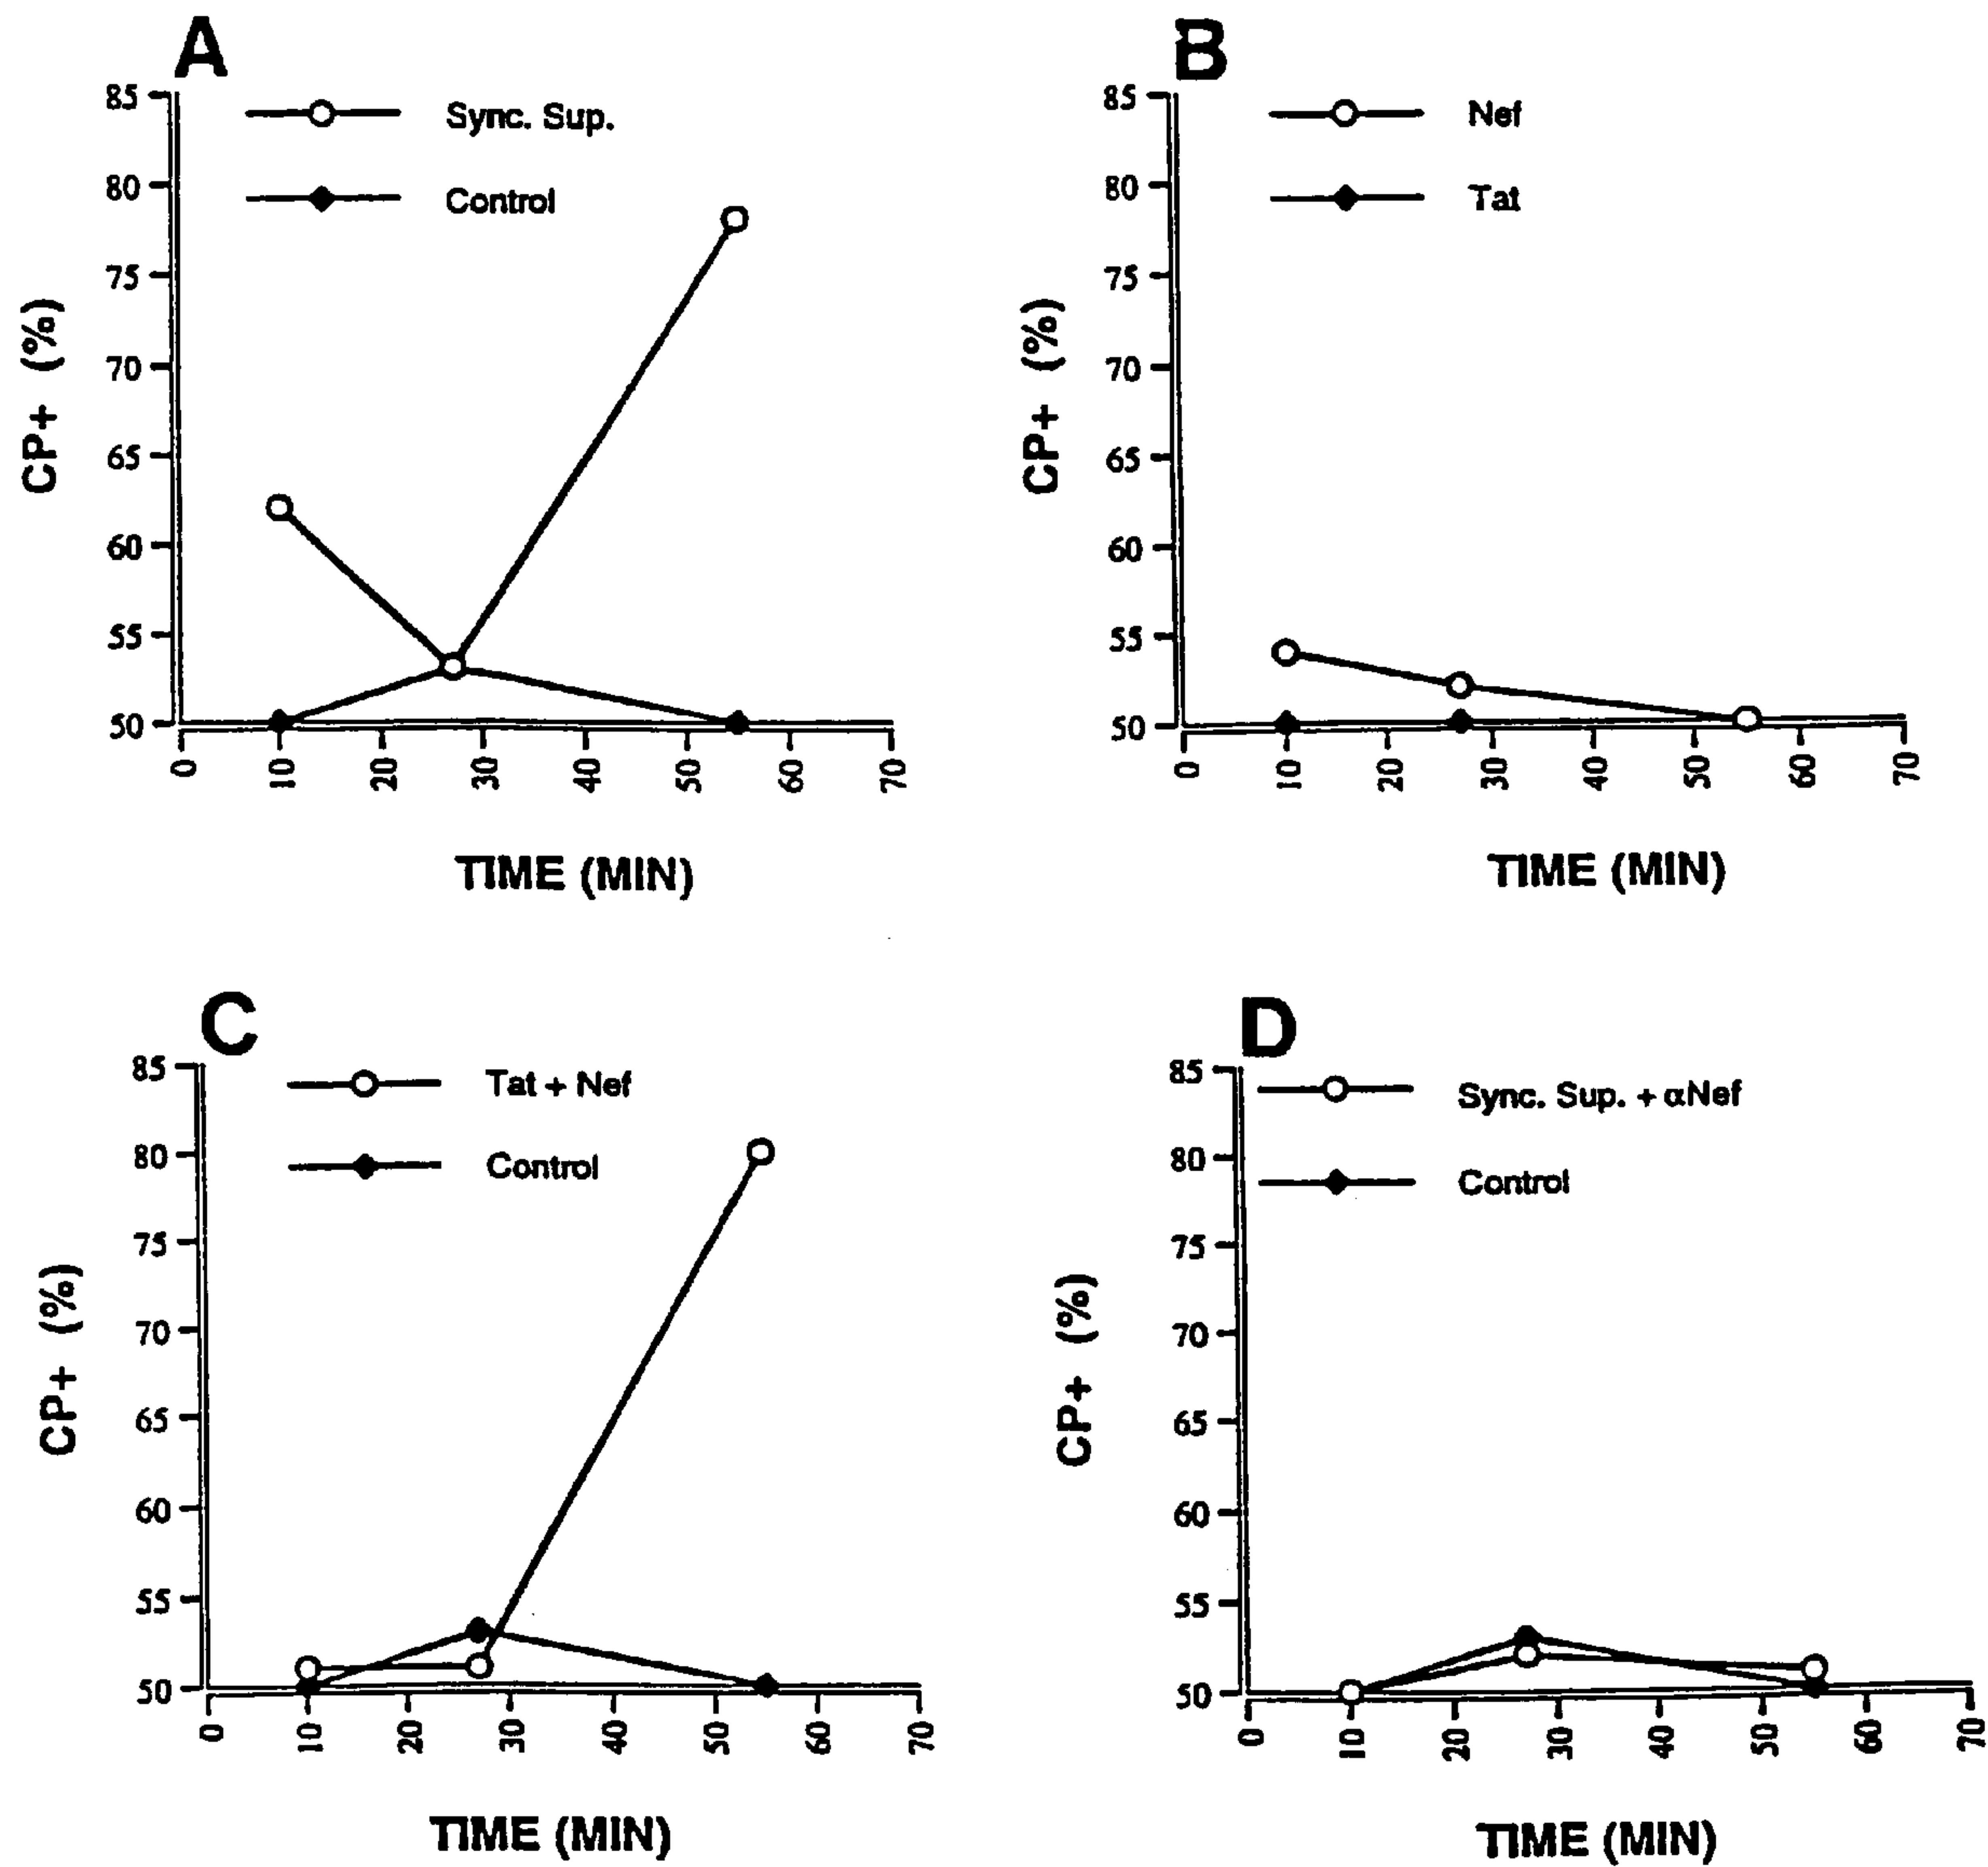 A
85
80
75
70
65
60
55
50
CP+ (%)
Sync. Sup.
Control
0 10 20 30 40 50 60 70
TIME (MIN)
B
85
80
75
70
65
60
55
50
CP+ (%)
Nef
Tat
0 10 20 30 40 50 60 70
TIME (MIN)
C
85
80
75
70
65
60
55
50
CP+ (%)
Tat + Nef
Control
0 10 20 30 40 50 60 70
TIME (MIN)
D
85
80
75
70
65
60
55
50
CP+ (%)
Sync. Sup. + αNef
Control
0 10 20 30 40 50 60 70
TIME (MIN)